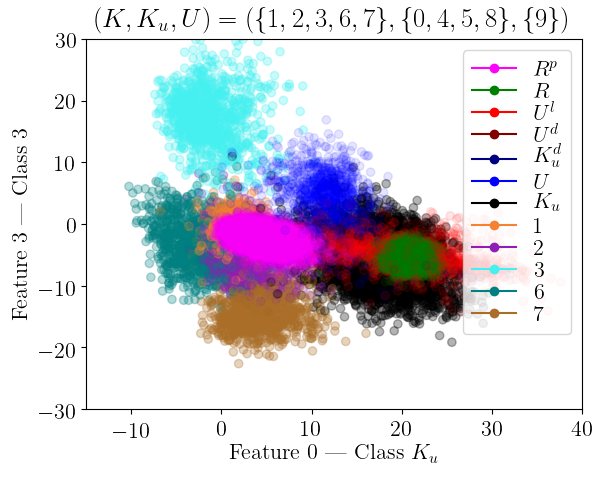 (K, K_u, U) = ({1, 2, 3, 6, 7}, {0, 4, 5, 8}, {9})
30
20
10
0
−10
−20
−30
Feature 3 — Class 3
R^p
R
U^l
U^d
K_u^d
U
K_u
1
2
3
6
7
−10
0
10
20
30
40
Feature 0 — Class K_u